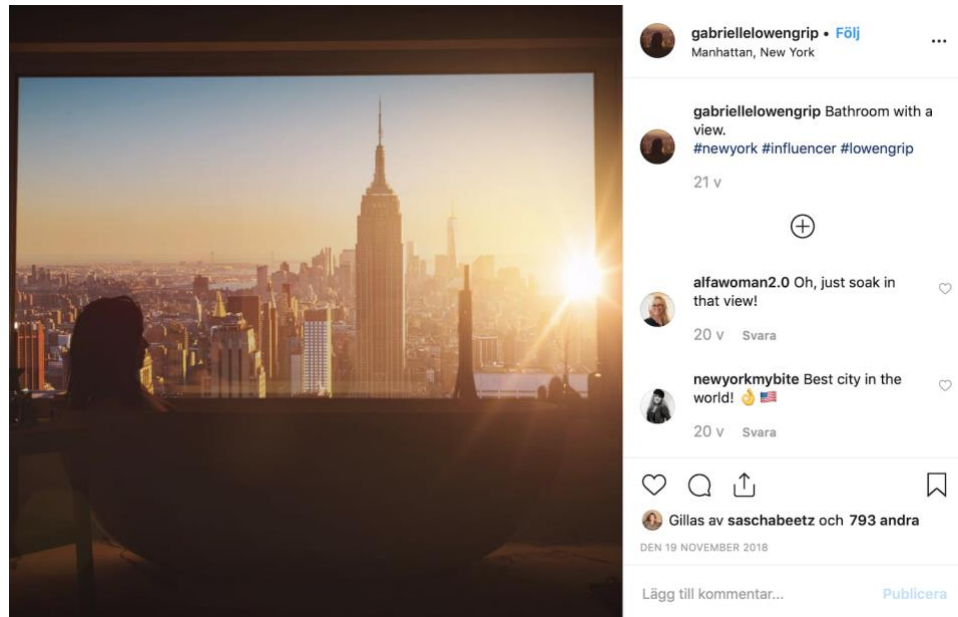 gabriellelowengrip • Följ
Manhattan, New York
gabriellelowengrip Bathroom with a
view.
#newyork #influencer #lowengrip
21 v
alfawoman2.0 Oh, just soak in
that view!
20 v Svara
newyorkmybite Best city in the
world! 👌 🇺🇸
20 v Svara
Gillas av saschabeetz och 793 andra
DEN 19 NOVEMBER 2018
Lägg till kommentar... Publicera